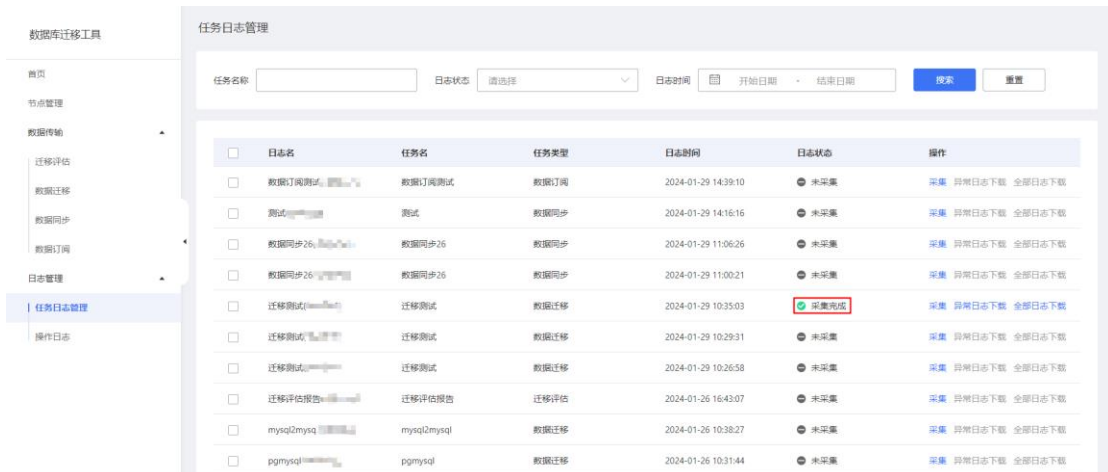 数据库迁移工具
任务日志管理
首页
节点管理
数据传输
迁移评估
数据迁移
数据同步
数据订阅
日志管理
任务日志管理
操作日志
任务名称 日志状态 请选择 日志时间 开始日期 - 结束日期 搜索 重置
日志名 任务名 任务类型 日志时间 日志状态 操作
数据订阅测试 数据订阅测试 数据订阅 2024-01-29 14:39:10 未采集 采集 异常日志下载 全部日志下载
测试 测试 数据同步 2024-01-29 14:16:16 未采集 采集 异常日志下载 全部日志下载
数据同步26 数据同步26 数据同步 2024-01-29 11:06:26 未采集 采集 异常日志下载 全部日志下载
数据同步26 数据同步26 数据同步 2024-01-29 11:00:21 未采集 采集 异常日志下载 全部日志下载
迁移测试( 迁移测试 数据迁移 2024-01-29 10:35:03 采集完成 采集 异常日志下载 全部日志下载
迁移测试 迁移测试 数据迁移 2024-01-29 10:29:31 未采集 采集 异常日志下载 全部日志下载
迁移测试 迁移测试 数据迁移 2024-01-29 10:26:58 未采集 采集 异常日志下载 全部日志下载
迁移评估报告 迁移评估报告 迁移评估 2024-01-26 16:43:07 未采集 采集 异常日志下载 全部日志下载
mysql2mysq mysql2mysql 数据迁移 2024-01-26 10:38:27 未采集 采集 异常日志下载 全部日志下载
pgmysql pgmysql 数据迁移 2024-01-26 10:31:44 未采集 采集 异常日志下载 全部日志下载